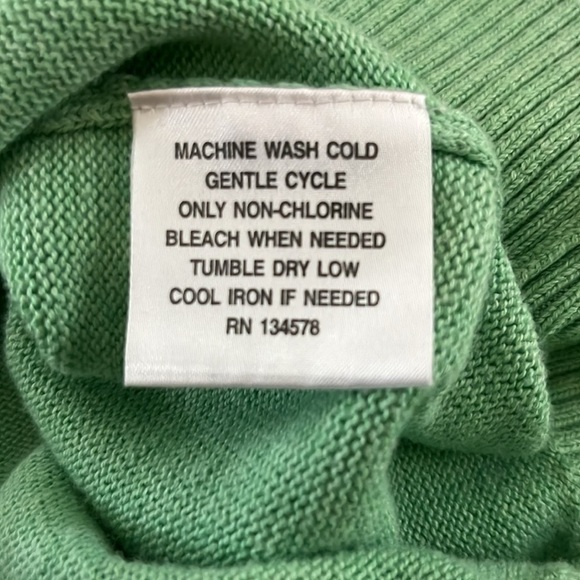 MACHINE WASH COLD
GENTLE CYCLE
ONLY NON-CHLORINE
BLEACH WHEN NEEDED
TUMBLE DRY LOW
COOL IRON IF NEEDED
RN 134578